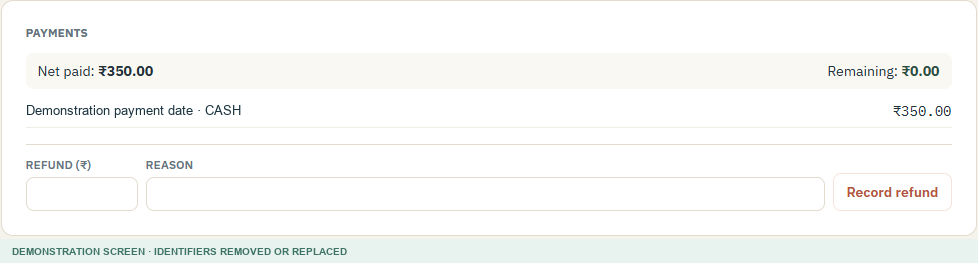 PAYMENTS
Net paid: ₹350.00 Remaining: ₹0.00
Demonstration payment date · CASH ₹350.00
REFUND (₹) REASON
Record refund
DEMONSTRATION SCREEN · IDENTIFIERS REMOVED OR REPLACED